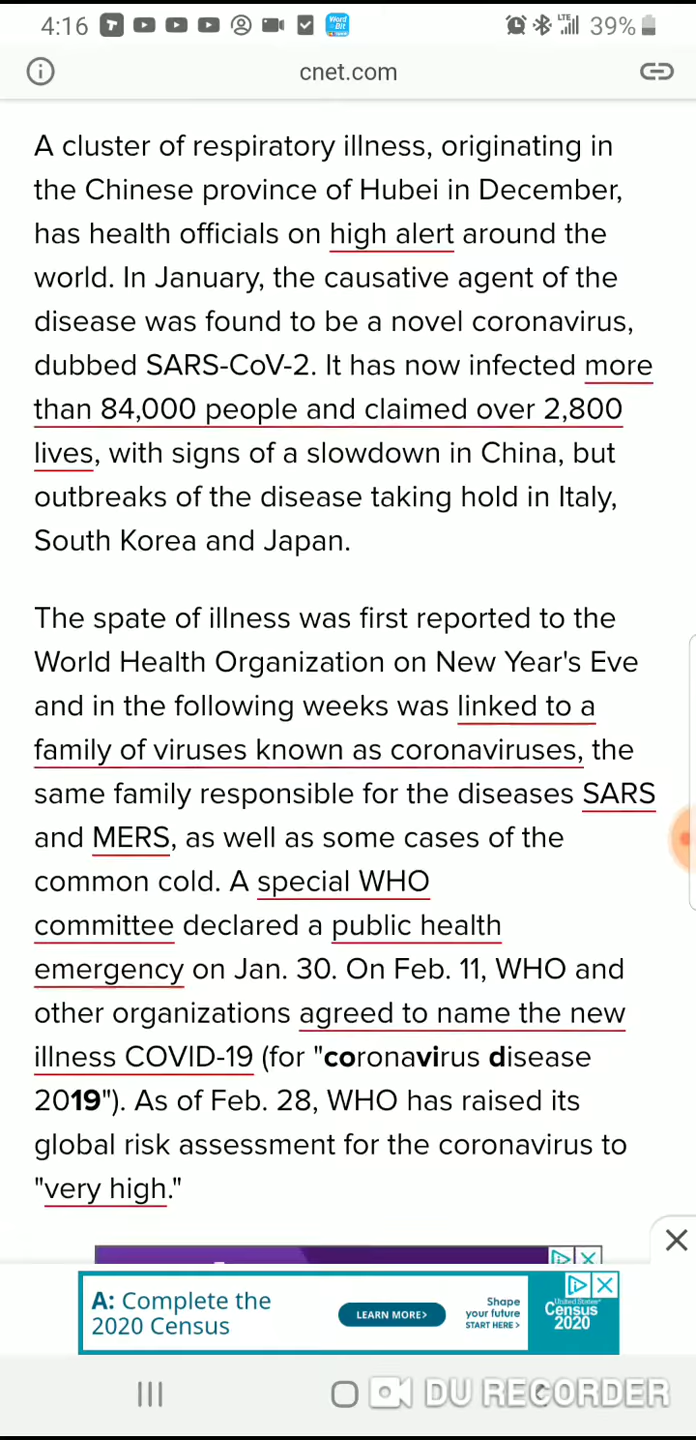 4:16
Word
Bit
LTE
39%
cnet.com
A cluster of respiratory illness, originating in
the Chinese province of Hubei in December,
has health officials on high alert around the
world. In January, the causative agent of the
disease was found to be a novel coronavirus,
dubbed SARS-CoV-2. It has now infected more
than 84,000 people and claimed over 2,800
lives, with signs of a slowdown in China, but
outbreaks of the disease taking hold in Italy,
South Korea and Japan.
The spate of illness was first reported to the
World Health Organization on New Year's Eve
and in the following weeks was linked to a
family of viruses known as coronaviruses, the
same family responsible for the diseases SARS
and MERS, as well as some cases of the
common cold. A special WHO
committee declared a public health
emergency on Jan. 30. On Feb. 11, WHO and
other organizations agreed to name the new
illness COVID-19 (for "coronavirus disease
2019"). As of Feb. 28, WHO has raised its
global risk assessment for the coronavirus to
"very high."
A: Complete the
2020 Census
LEARN MORE>
Shape
your future
START HERE >
United States®
Census
2020
DU RECORDER